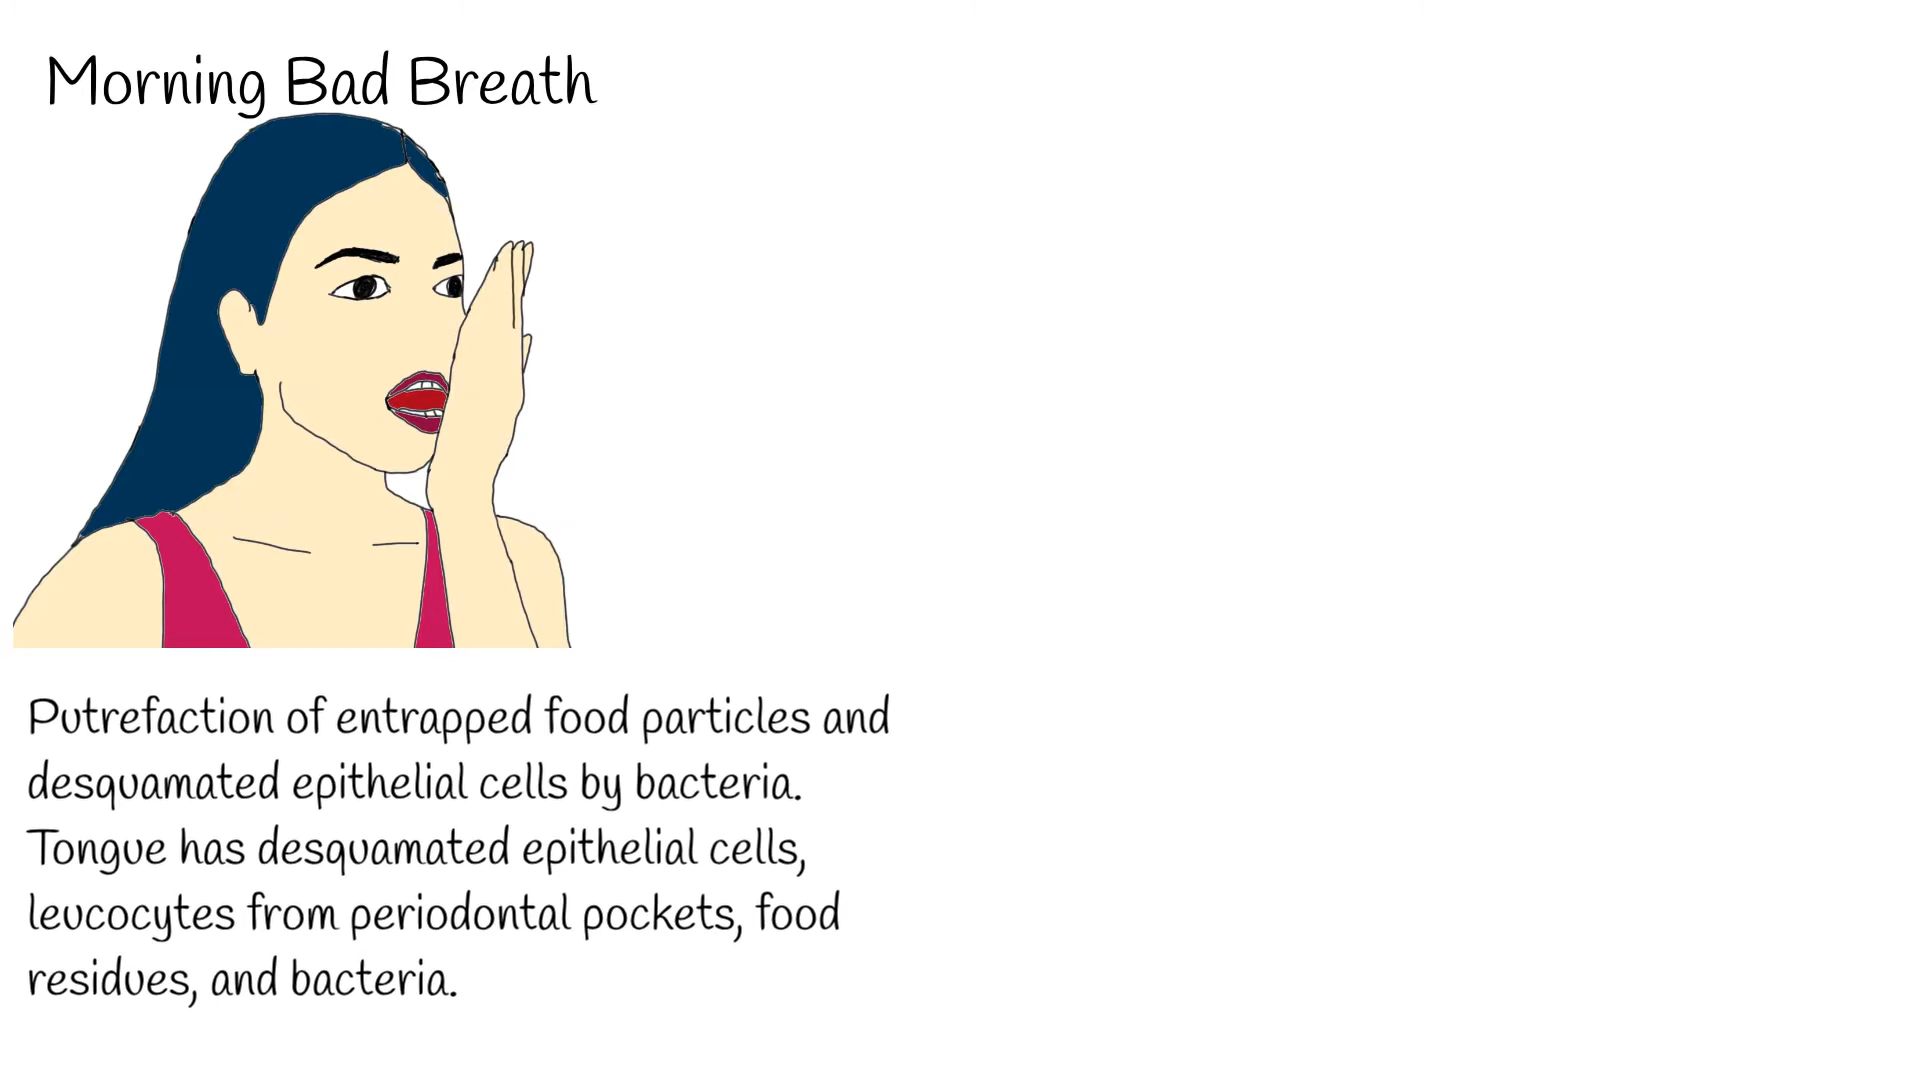 Morning Bad Breath
Putrefaction of entrapped food particles and
desquamated epithelial cells by bacteria.
Tongue has desquamated epithelial cells,
leucocytes from periodontal pockets, food
residues, and bacteria.